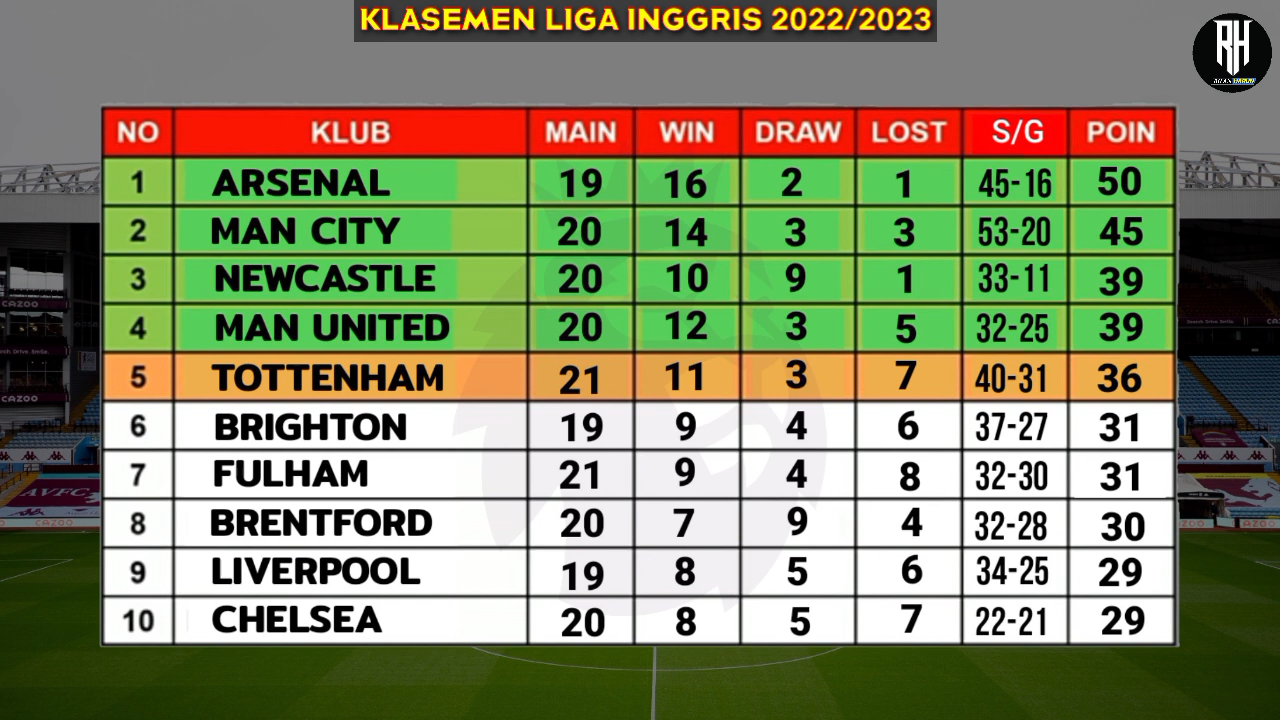 KLASEMEN LIGA INGGRIS 2022/2023
RH
NO KLUB MAIN WIN DRAW LOST S/G POIN
1 ARSENAL 19 16 2 1 45-16 50
2 MAN CITY 20 14 3 3 53-20 45
3 NEWCASTLE 20 10 9 1 33-11 39
4 MAN UNITED 20 12 3 5 32-25 39
5 TOTTENHAM 21 11 3 7 40-31 36
6 BRIGHTON 19 9 4 6 37-27 31
7 FULHAM 21 9 4 8 32-30 31
8 BRENTFORD 20 7 9 4 32-28 30
9 LIVERPOOL 19 8 5 6 34-25 29
10 CHELSEA 20 8 5 7 22-21 29
CAZOO
CAZOO
AVFC
CAZOO
CAZOO